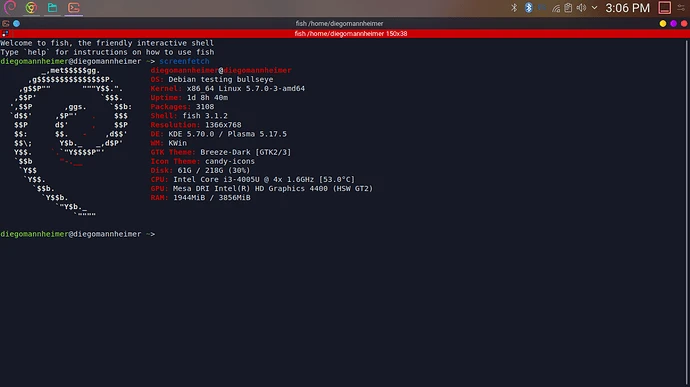 3:06 PM
fish /home/diegomannheimer
fish /home/diegomannheimer 150x38
Welcome to fish, the friendly interactive shell
Type `help` for instructions on how to use fish
diegomannheimer@diegomannheimer ~> screenfetch
diegomannheimer@diegomannheimer
OS: Debian testing bullseye
Kernel: x86_64 Linux 5.7.0-3-amd64
Uptime: 1d 8h 40m
Packages: 3108
Shell: fish 3.1.2
Resolution: 1366x768
DE: KDE 5.70.0 / Plasma 5.17.5
WM: KWin
GTK Theme: Breeze-Dark [GTK2/3]
Icon Theme: candy-icons
Disk: 61G / 218G (30%)
CPU: Intel Core i3-4005U @ 4x 1.6GHz [53.0°C]
GPU: Mesa DRI Intel(R) HD Graphics 4400 (HSW GT2)
RAM: 1944MiB / 3856MiB
diegomannheimer@diegomannheimer ~>